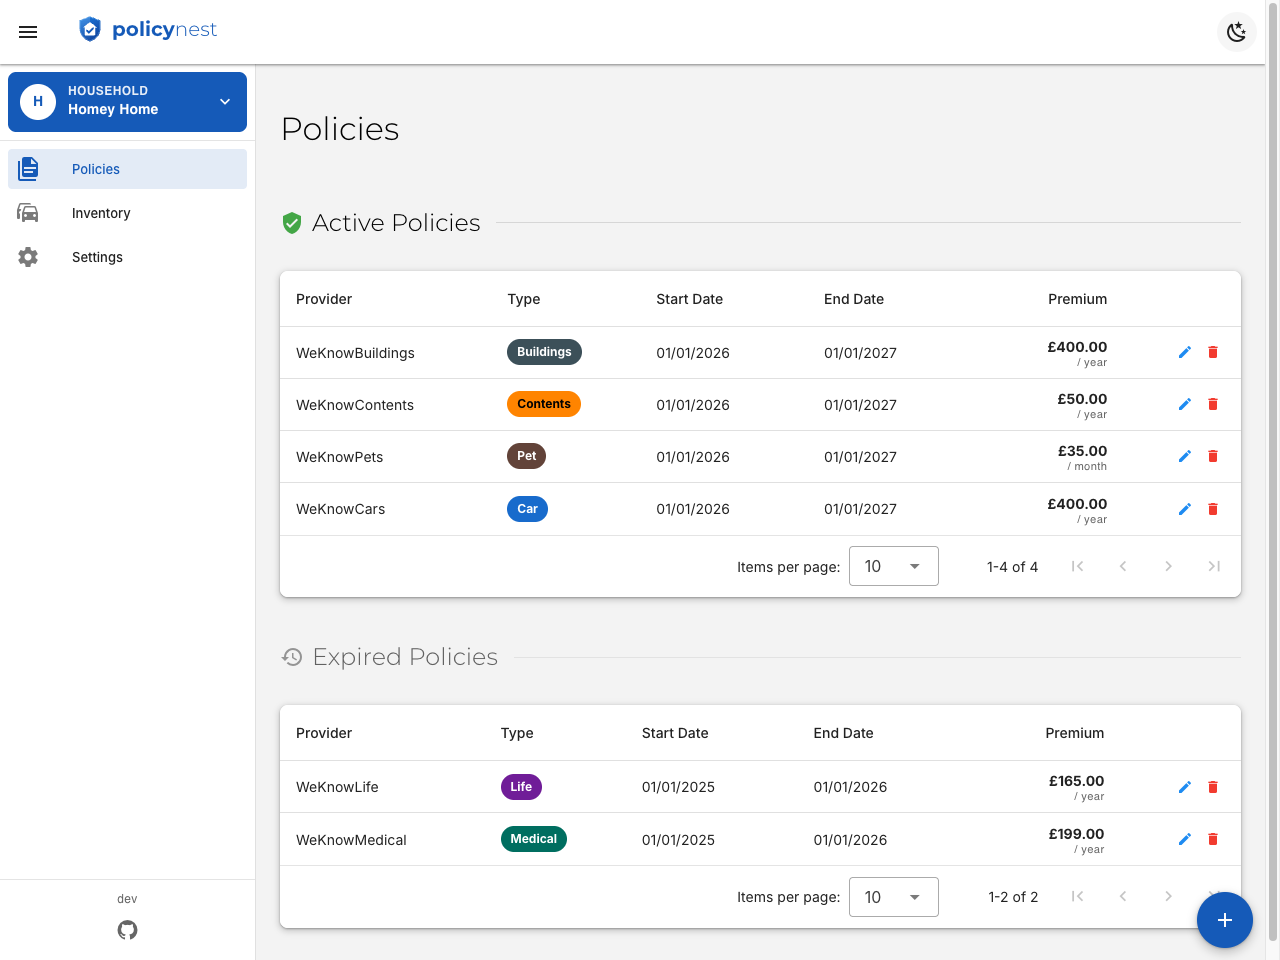 policynest
H
HOUSEHOLD
Homey Home
Policies
Inventory
Settings
dev
Policies
Active Policies
Provider Type Start Date End Date Premium
WeKnowBuildings Buildings 01/01/2026 01/01/2027 £400.00
/ year
WeKnowContents Contents 01/01/2026 01/01/2027 £50.00
/ year
WeKnowPets Pet 01/01/2026 01/01/2027 £35.00
/ month
WeKnowCars Car 01/01/2026 01/01/2027 £400.00
/ year
Items per page: 10 1-4 of 4
Expired Policies
Provider Type Start Date End Date Premium
WeKnowLife Life 01/01/2025 01/01/2026 £165.00
/ year
WeKnowMedical Medical 01/01/2025 01/01/2026 £199.00
/ year
Items per page: 10 1-2 of 2